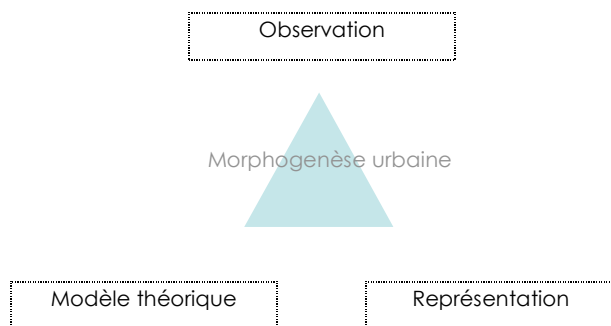 Observation
Morphogenèse urbaine
Modèle théorique
Représentation